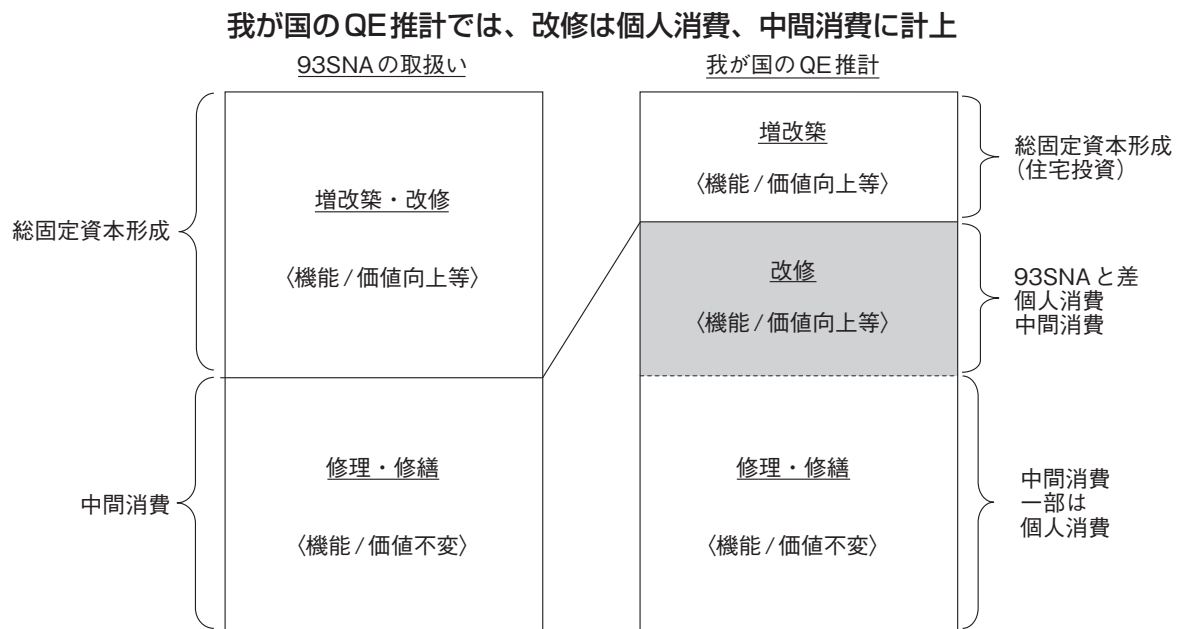 我が国のQE推計では、改修は個人消費、中間消費に計上
93SNAの取扱い
総固定資本形成
増改築・改修
〈機能/価値向上等〉
中間消費
修理・修繕
〈機能/価値不変〉
我が国のQE推計
増改築
〈機能/価値向上等〉
総固定資本形成
(住宅投資)
改修
〈機能/価値向上等〉
93SNAと差
個人消費
中間消費
修理・修繕
〈機能/価値不変〉
中間消費
一部は
個人消費